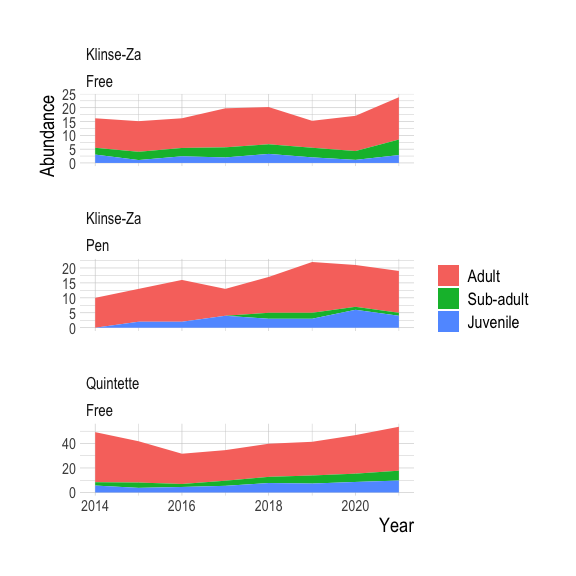 Klinse-Za
Free
Abundance
25
20
15
10
5
0
Klinse-Za
Pen
20
15
10
5
0
Adult
Sub-adult
Juvenile
Quintette
Free
40
20
0
2014 2016 2018 2020
Year